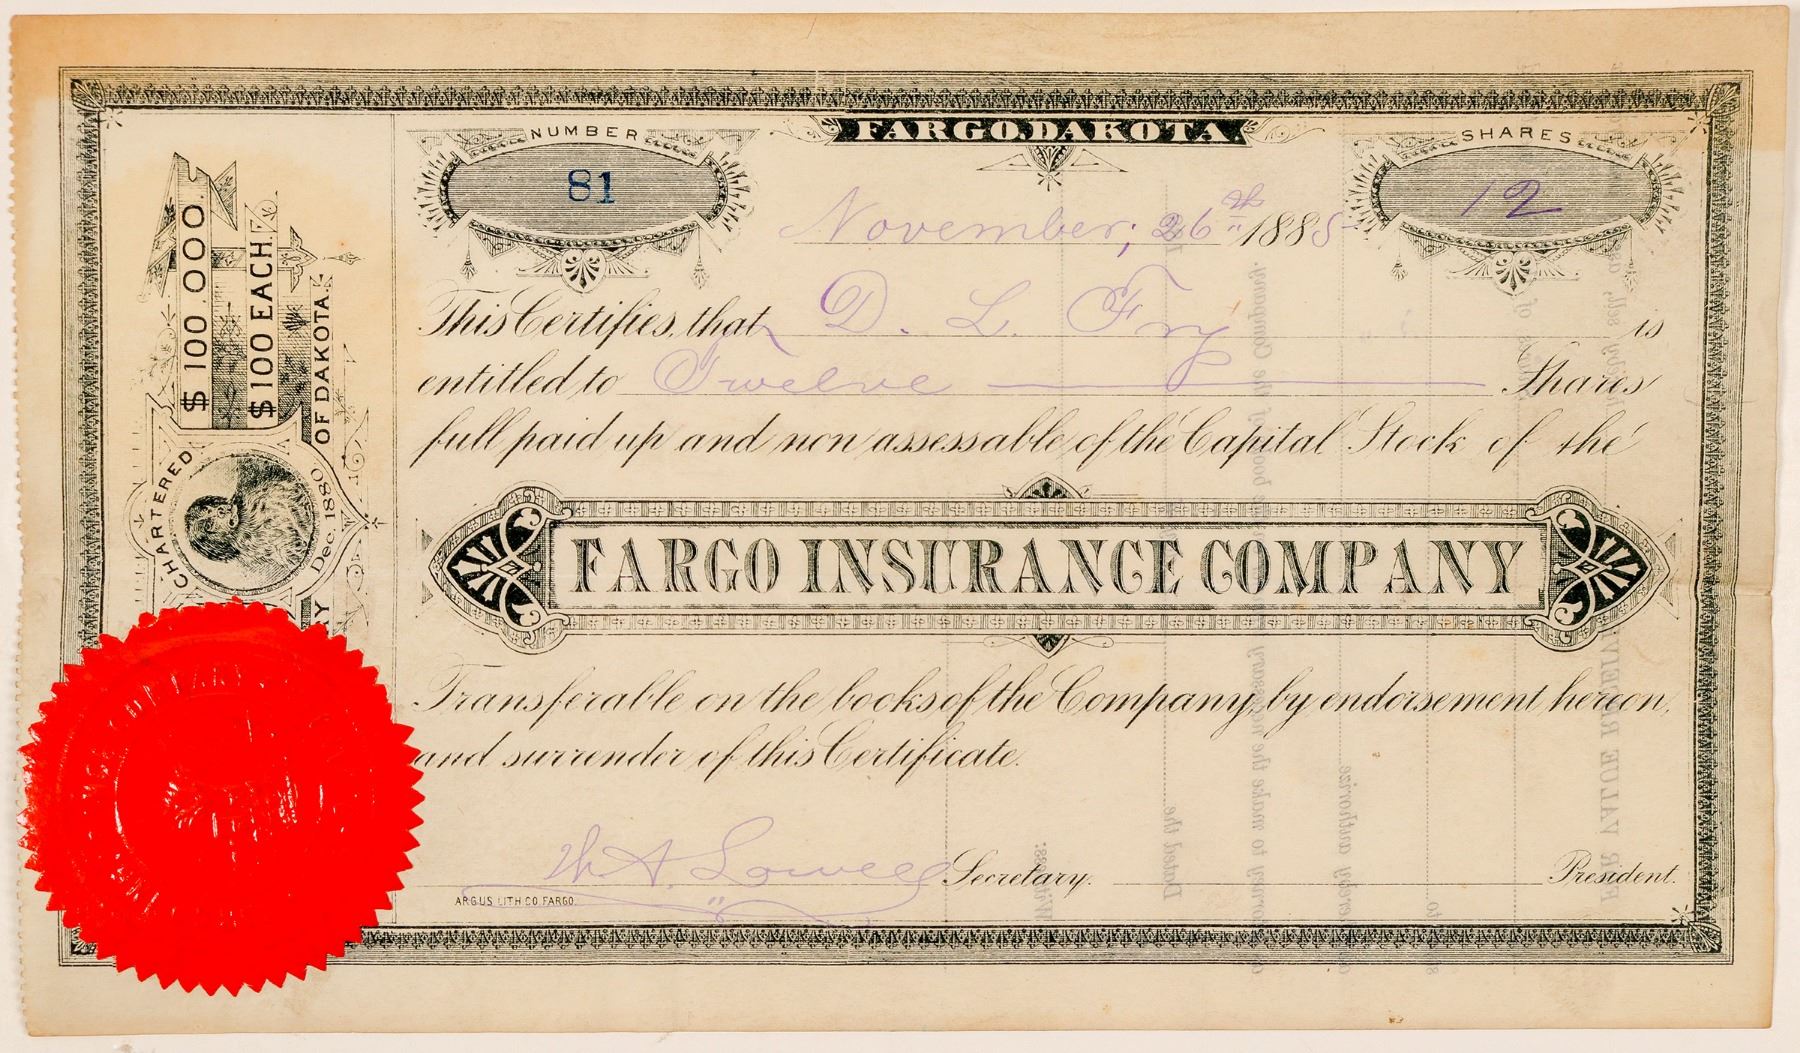 FARGO, DAKOTA
NUMBER
81
SHARES
12
November, 26th 1885
This Certifies, that D. L. Fry is
entitled to Twelve Shares
full paid up and non assessable of the Capital Stock of the
FARGO INSURANCE COMPANY
Transferable on the books of the Company, by endorsement hereon,
and surrender of this Certificate.
Lowell Secretary. President.
ARGUS LITH. CO. FARGO.
$100.000.
$100 EACH.
CHARTERED
Dec. 1880
OF DAKOTA.